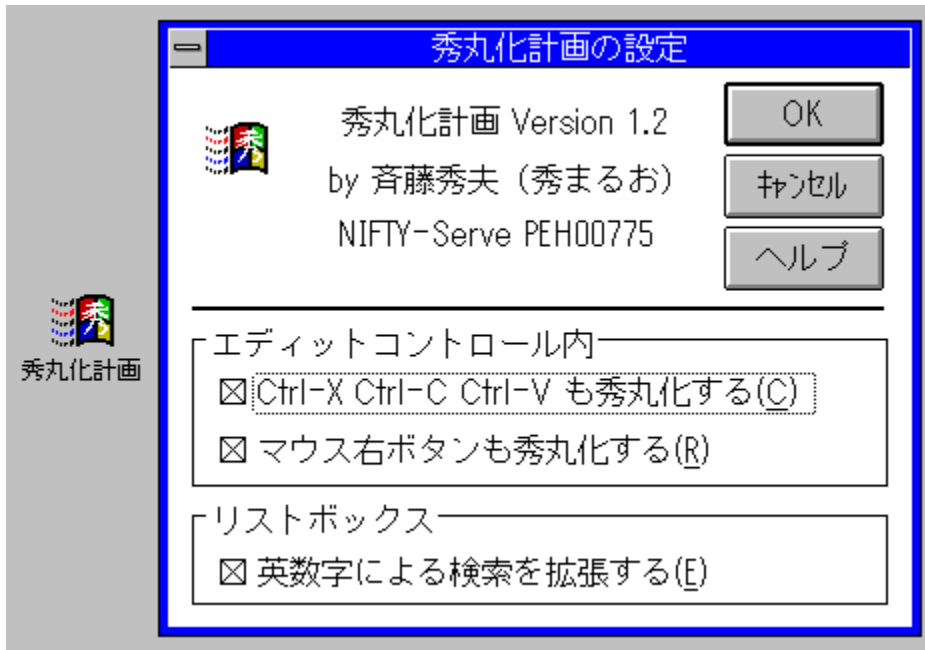 秀丸化計画の設定
秀丸化計画 Version 1.2
by 斉藤秀夫（秀まるお）
NIFTY-Serve PEH00775
OK
ｷｬﾝｾﾙ
ヘルプ
秀
秀丸化計画
エディットコントロール内
Ctrl-X Ctrl-C Ctrl-V も秀丸化する(C)
マウス右ボタンも秀丸化する(R)
リストボックス
英数字による検索を拡張する(E)